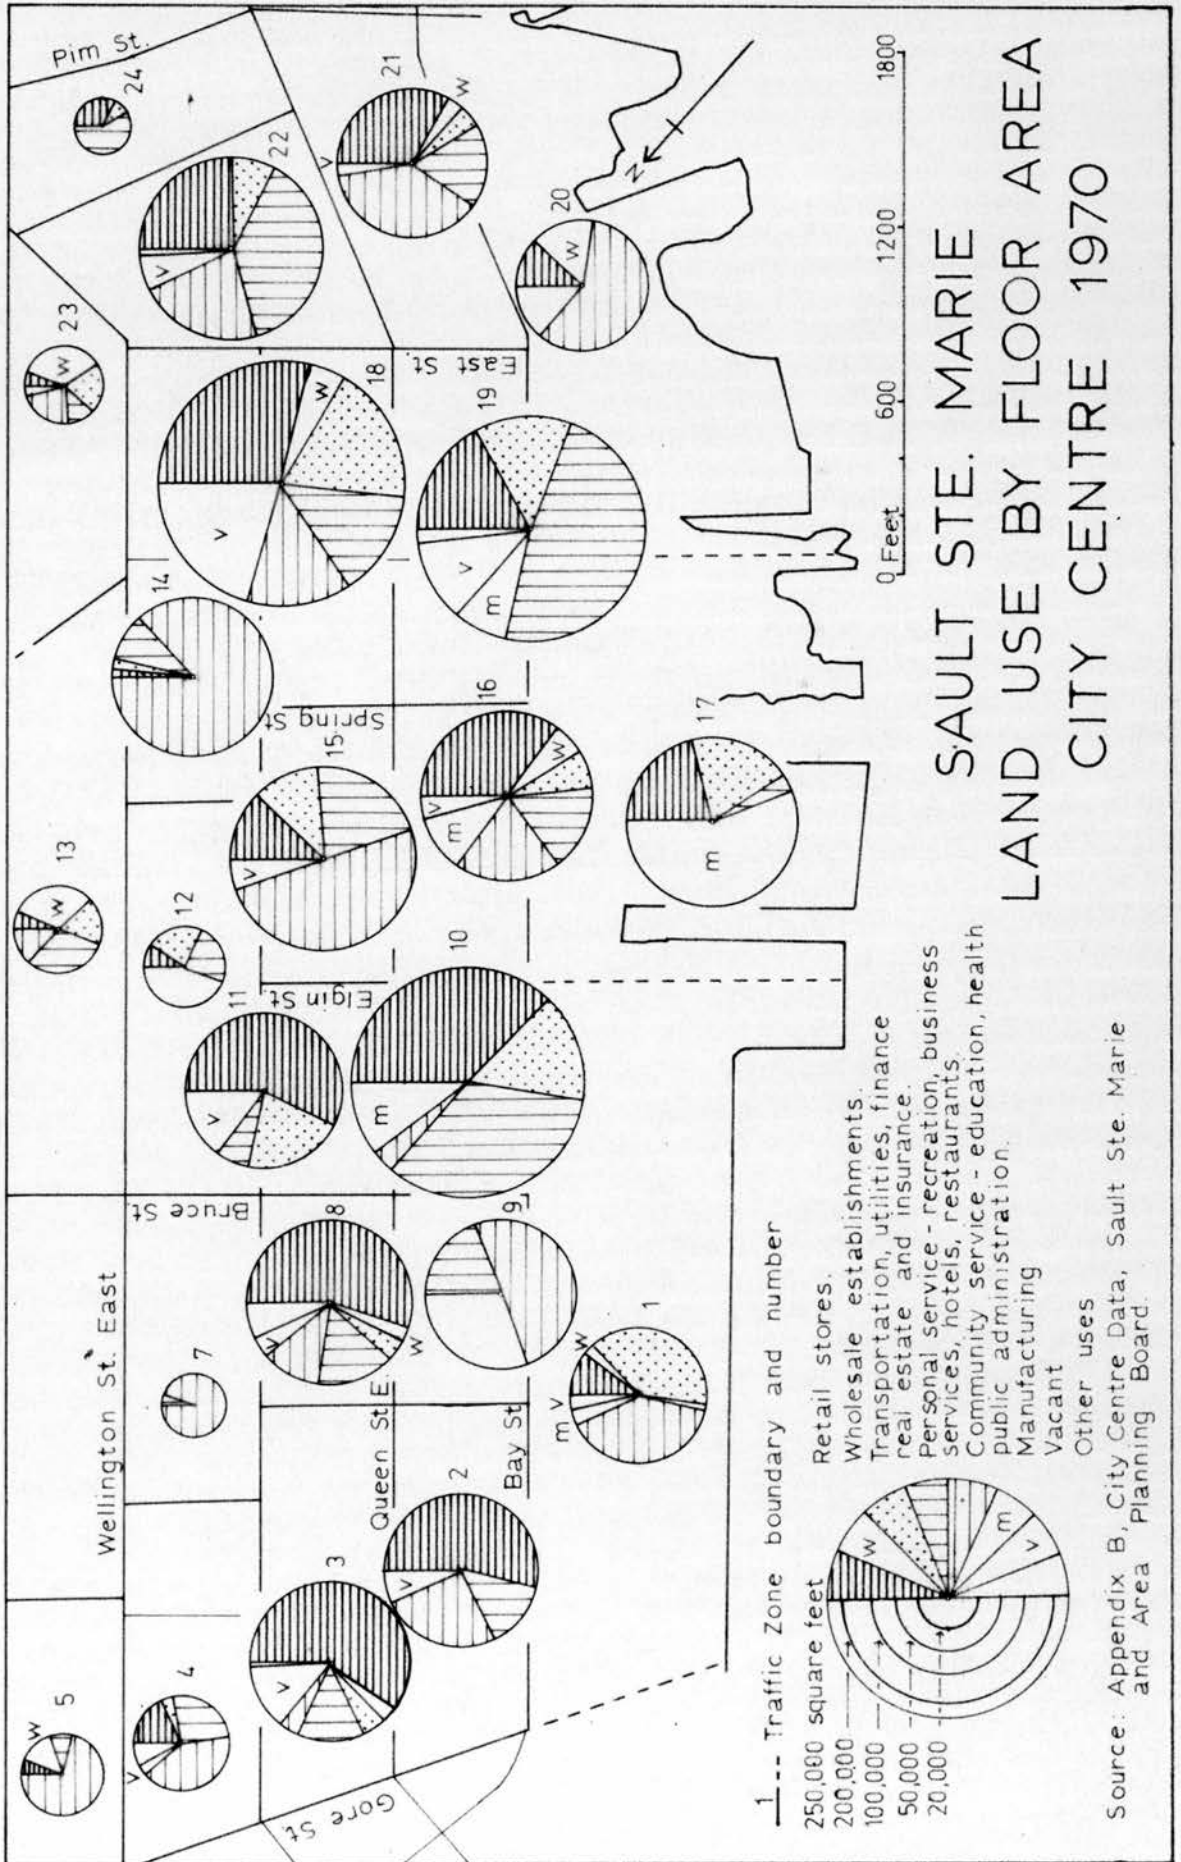 Pim St.
24
23
22
21
v
w
v
w
20
w
N
East St.
18
w
v
19
v
m
14
Spring St
15
v
16
w
v
m
17
m
13
w
12
Elgin St.
11
v
10
m
Bruce St.
Wellington St. East
8
v
w
9
7
1
w
v
m
Queen St E.
Bay St
2
v
3
v
4
v
5
w
Gore St.
0 Feet 600 1200 1800
SAULT STE. MARIE
LAND USE BY FLOOR AREA
CITY CENTRE 1970
1 --- Traffic Zone boundary and number
250,000 square feet
200,000
100,000
50,000
20,000
w
m
v
Retail stores.
Wholesale establishments.
Transportation, utilities, finance
real estate and insurance.
Personal service - recreation, business
services, hotels, restaurants.
Community service - education, health
public administration.
Manufacturing
Vacant
Other uses
Source: Appendix B, City Centre Data, Sault Ste. Marie
and Area Planning Board.